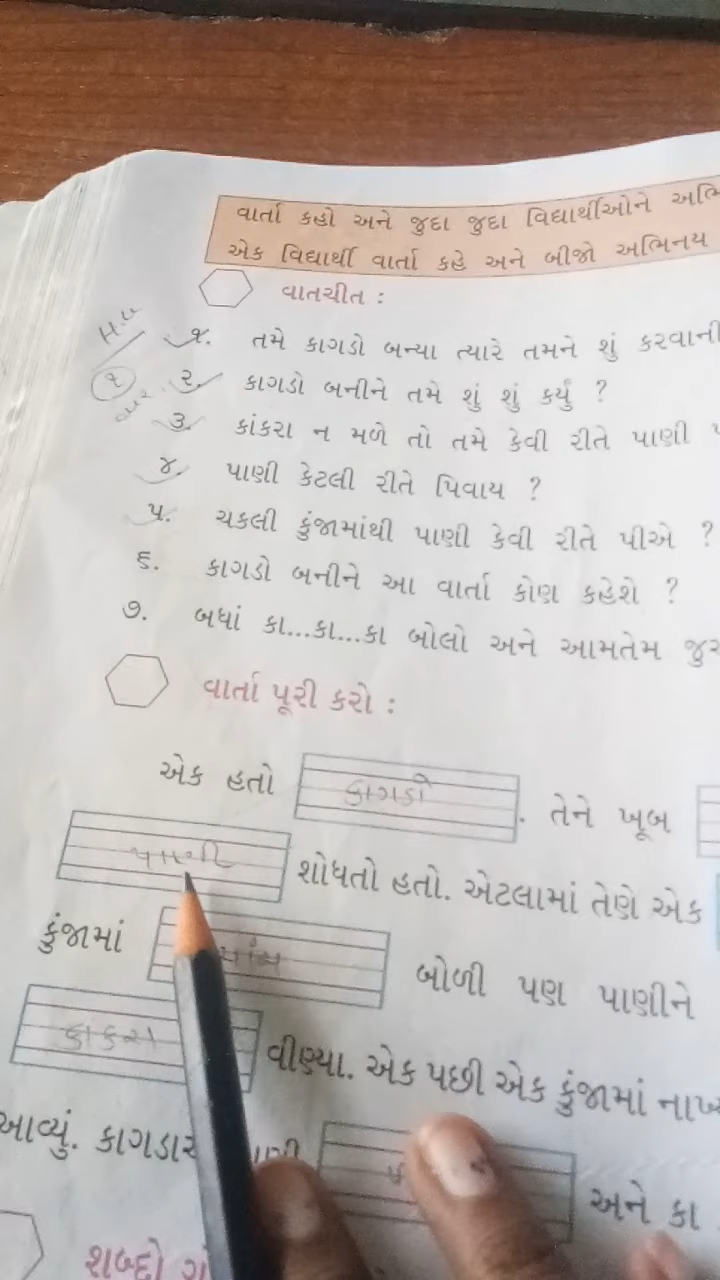 વાર્તા કહો અને જુદા જુદા વિદ્યાર્થીઓને
એક વિદ્યાર્થી વાર્તા કહે અને બીજો અભિનય
વાતચીત :
H.W
૧. તમે કાગડો બન્યા ત્યારે તમને શું કરવાની
૨. કાગડો બનીને તમે શું શું કર્યું ?
૩. કાંકરા ન મળે તો તમે કેવી રીતે પાણી
૪. પાણી કેટલી રીતે પિવાય ?
૫. ચકલી કુંજામાંથી પાણી કેવી રીતે પીએ ?
૬. કાગડો બનીને આ વાર્તા કોણ કહેશે ?
૭. બધાં કા...કા...કા બોલો અને આમતેમ
વાર્તા પૂરી કરો :
એક હતો કાગડો . તેને ખૂબ
પાણી શોધતો હતો. એટલામાં તેણે એક
કુંજામાં બોળી પણ પાણીને
કાંકરા વીણ્યા. એક પછી એક કુંજામાં
આવ્યું. અને કા
શબ્દો